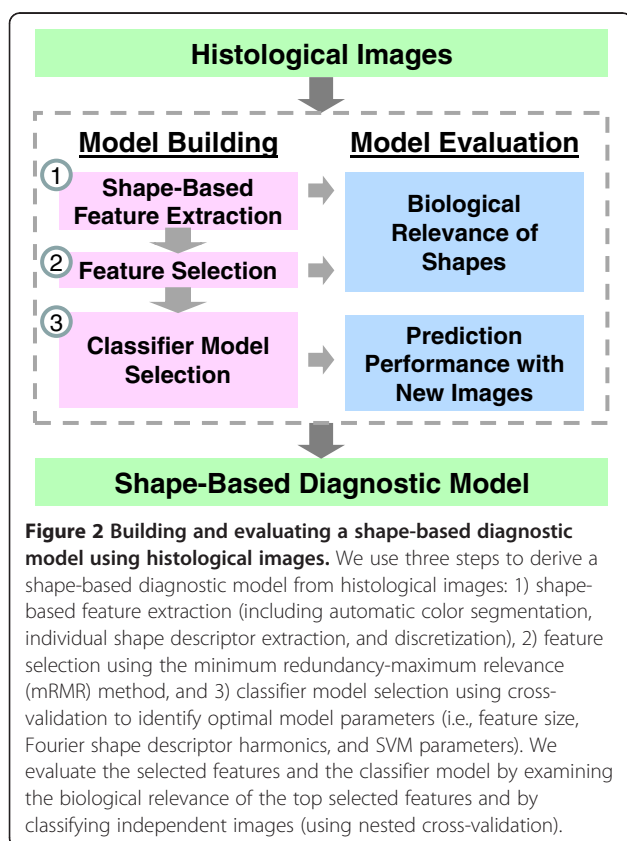 Histological Images
Model Building
Model Evaluation
1
Shape-Based
Feature Extraction
2
Feature Selection
3
Classifier Model
Selection
Biological
Relevance of
Shapes
Prediction
Performance with
New Images
Shape-Based Diagnostic Model
Figure 2 Building and evaluating a shape-based diagnostic
model using histological images. We use three steps to derive a
shape-based diagnostic model from histological images: 1) shape-
based feature extraction (including automatic color segmentation,
individual shape descriptor extraction, and discretization), 2) feature
selection using the minimum redundancy-maximum relevance
(mRMR) method, and 3) classifier model selection using cross-
validation to identify optimal model parameters (i.e., feature size,
Fourier shape descriptor harmonics, and SVM parameters). We
evaluate the selected features and the classifier model by examining
the biological relevance of the top selected features and by
classifying independent images (using nested cross-validation).